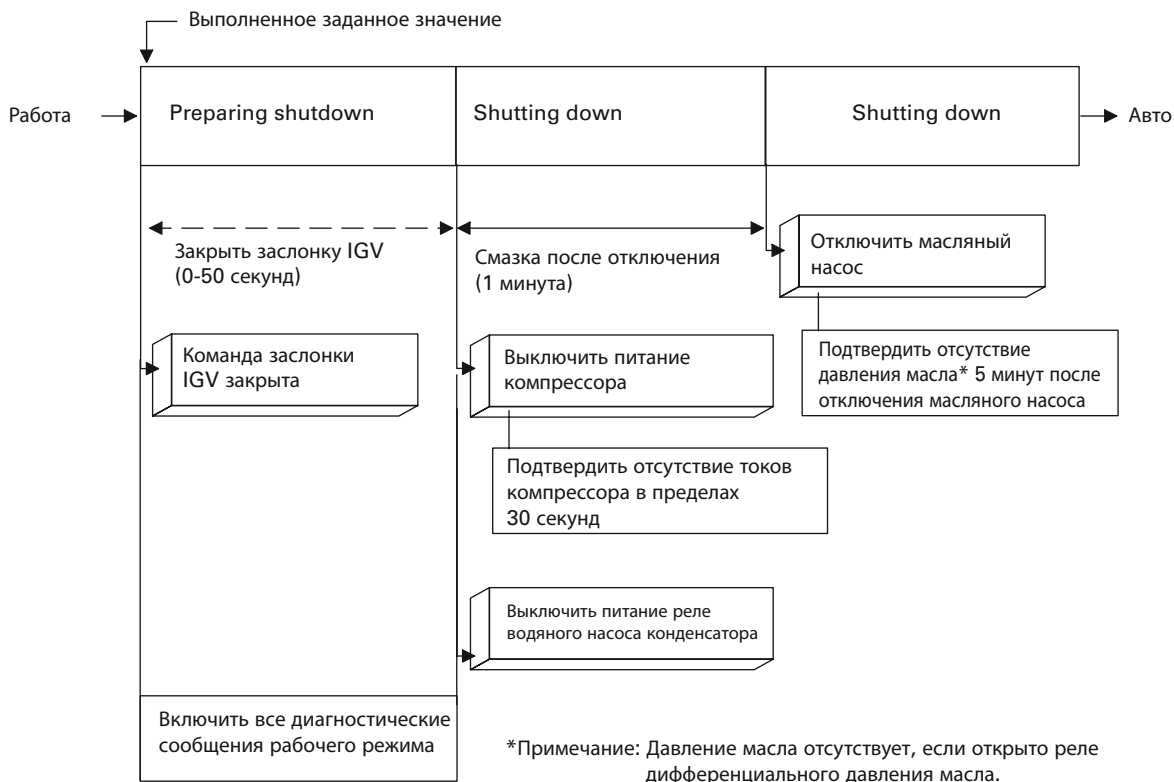 Выполненное заданное значение
Работа
Preparing shutdown
Shutting down
Shutting down
Авто
Закрыть заслонку IGV
(0-50 секунд)
Смазка после отключения
(1 минута)
Отключить масляный
насос
Команда заслонки
IGV закрыта
Выключить питание
компрессора
Подтвердить отсутствие
давления масла* 5 минут после
отключения масляного насоса
Подтвердить отсутствие токов
компрессора в пределах
30 секунд
Выключить питание реле
водяного насоса конденсатора
Включить все диагностические
сообщения рабочего режима
*Примечание: Давление масла отсутствует, если открыто реле
дифференциального давления масла.